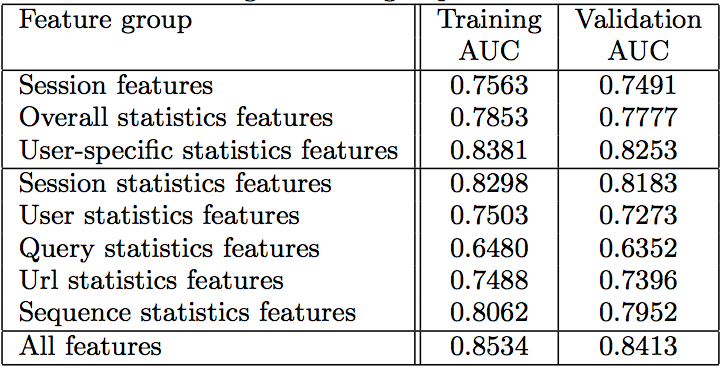 Feature group Training Validation
AUC AUC
Session features 0.7563 0.7491
Overall statistics features 0.7853 0.7777
User-specific statistics features 0.8381 0.8253
Session statistics features 0.8298 0.8183
User statistics features 0.7503 0.7273
Query statistics features 0.6480 0.6352
Url statistics features 0.7488 0.7396
Sequence statistics features 0.8062 0.7952
All features 0.8534 0.8413